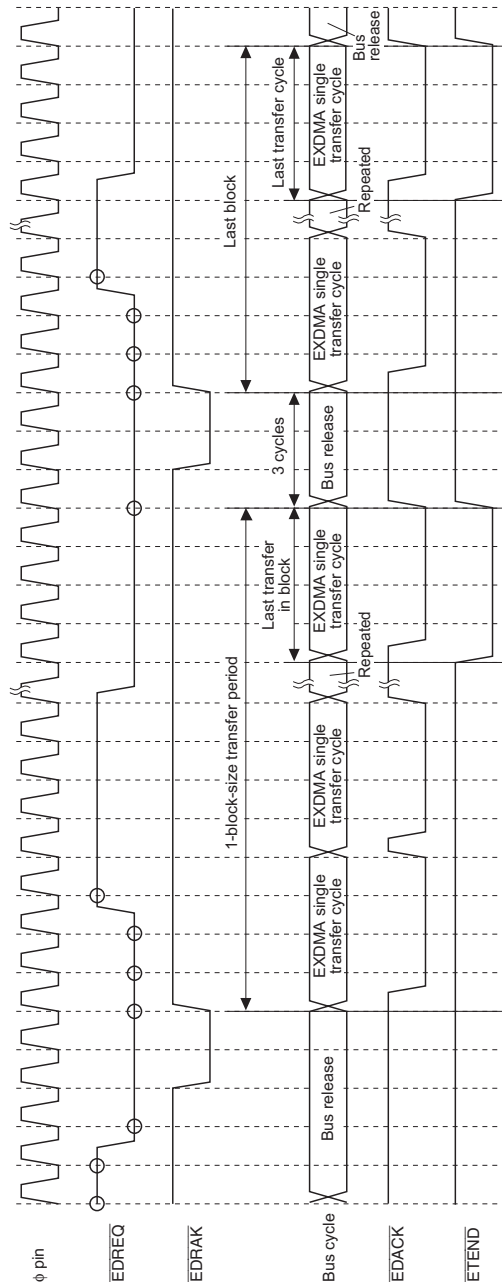 φ pin
EDREQ
EDRAK
1-block-size transfer period
Last transfer
in block
3 cycles
Last block
Last transfer cycle
Bus cycle
Bus release
EXDMA single
transfer cycle
EXDMA single
transfer cycle
Repeated
EXDMA single
transfer cycle
Bus release
EXDMA single
transfer cycle
Repeated
EXDMA single
transfer cycle
Bus
release
EDACK
ETEND